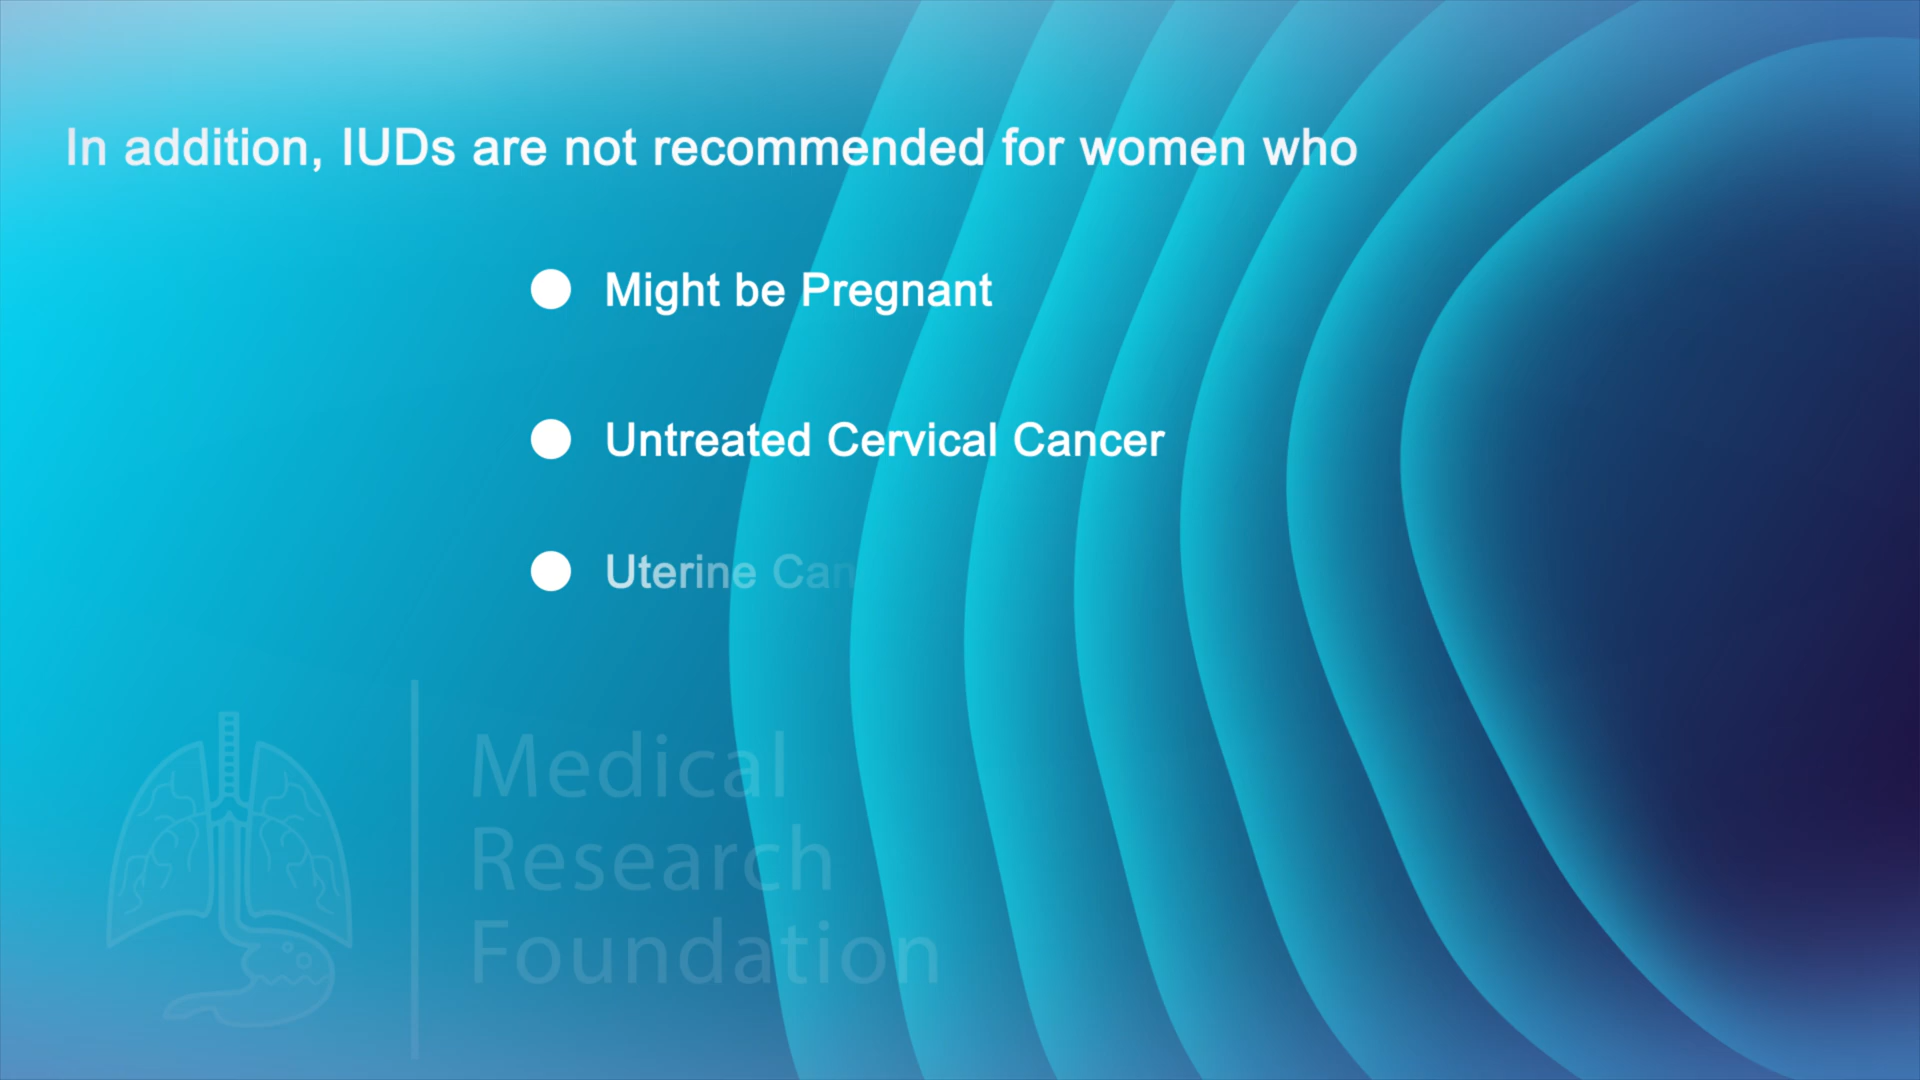 In addition, IUDs are not recommended for women who
Might be Pregnant
Untreated Cervical Cancer
Uterine Can
Medical
Research
Foundation